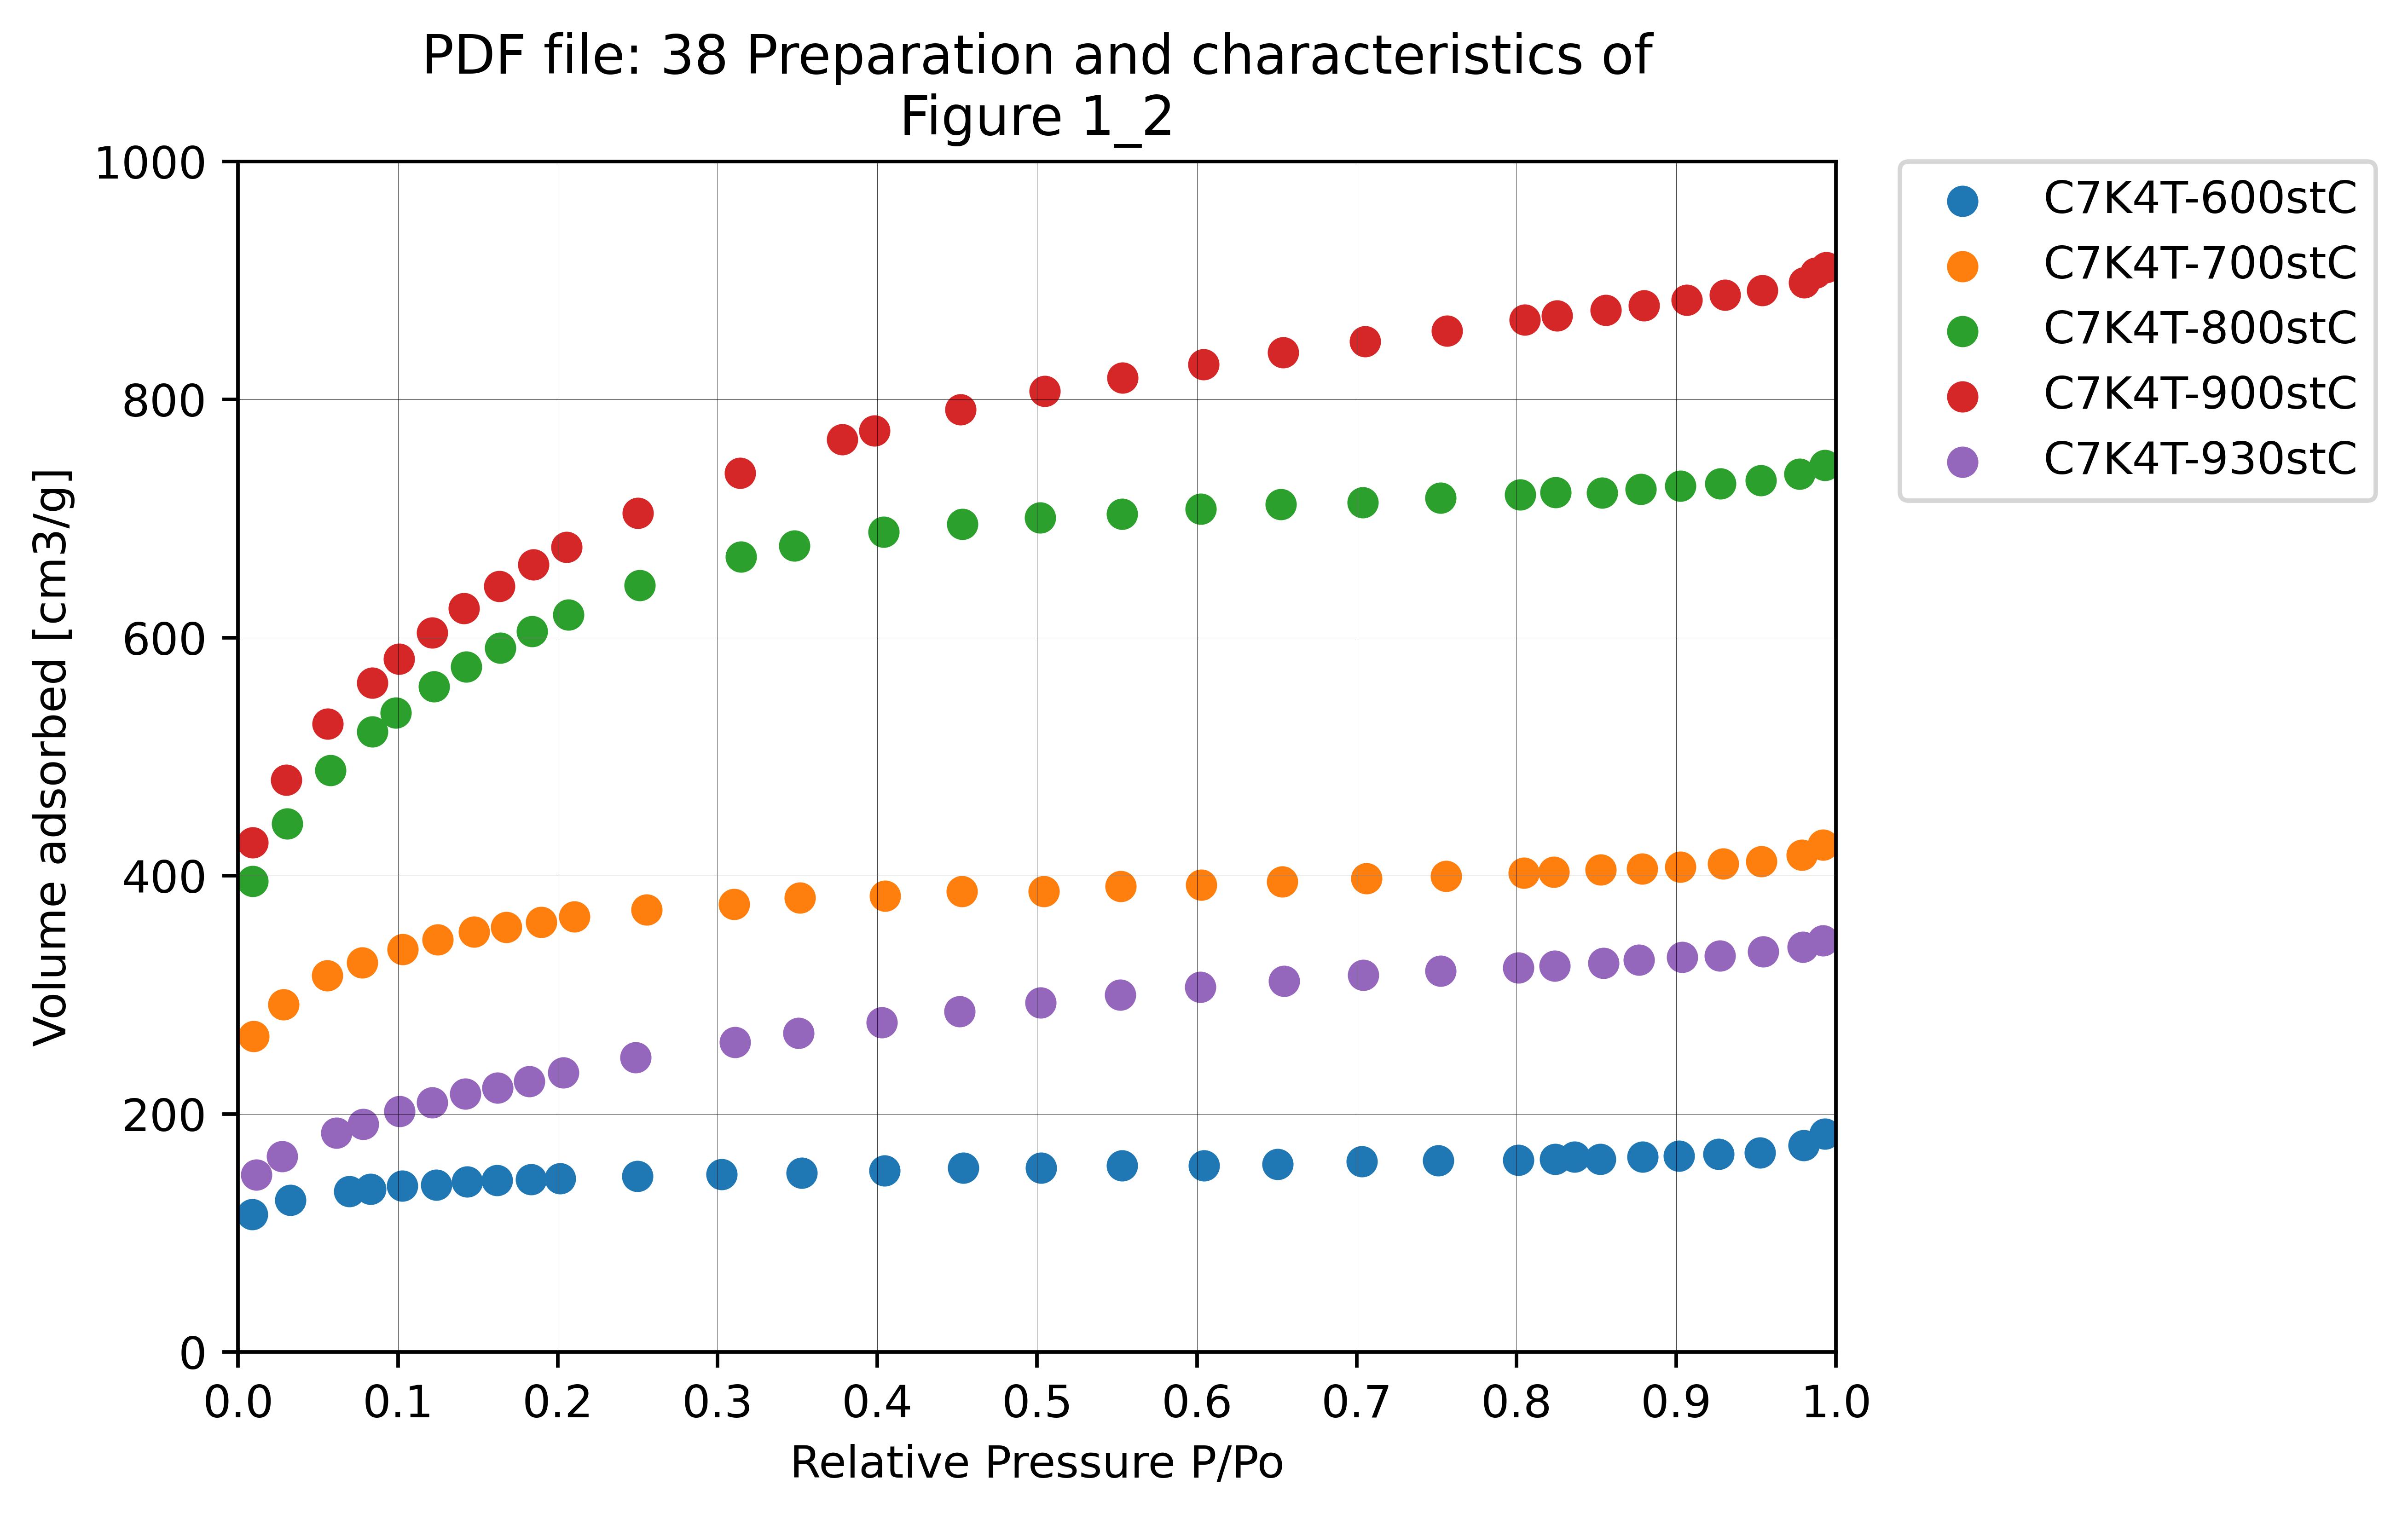 PDF file: 38 Preparation and characteristics of
Figure 1_2
1000
800
600
400
200
0
Volume adsorbed [cm3/g]
0.0 0.1 0.2 0.3 0.4 0.5 0.6 0.7 0.8 0.9 1.0
Relative Pressure P/Po
C7K4T-600stC
C7K4T-700stC
C7K4T-800stC
C7K4T-900stC
C7K4T-930stC